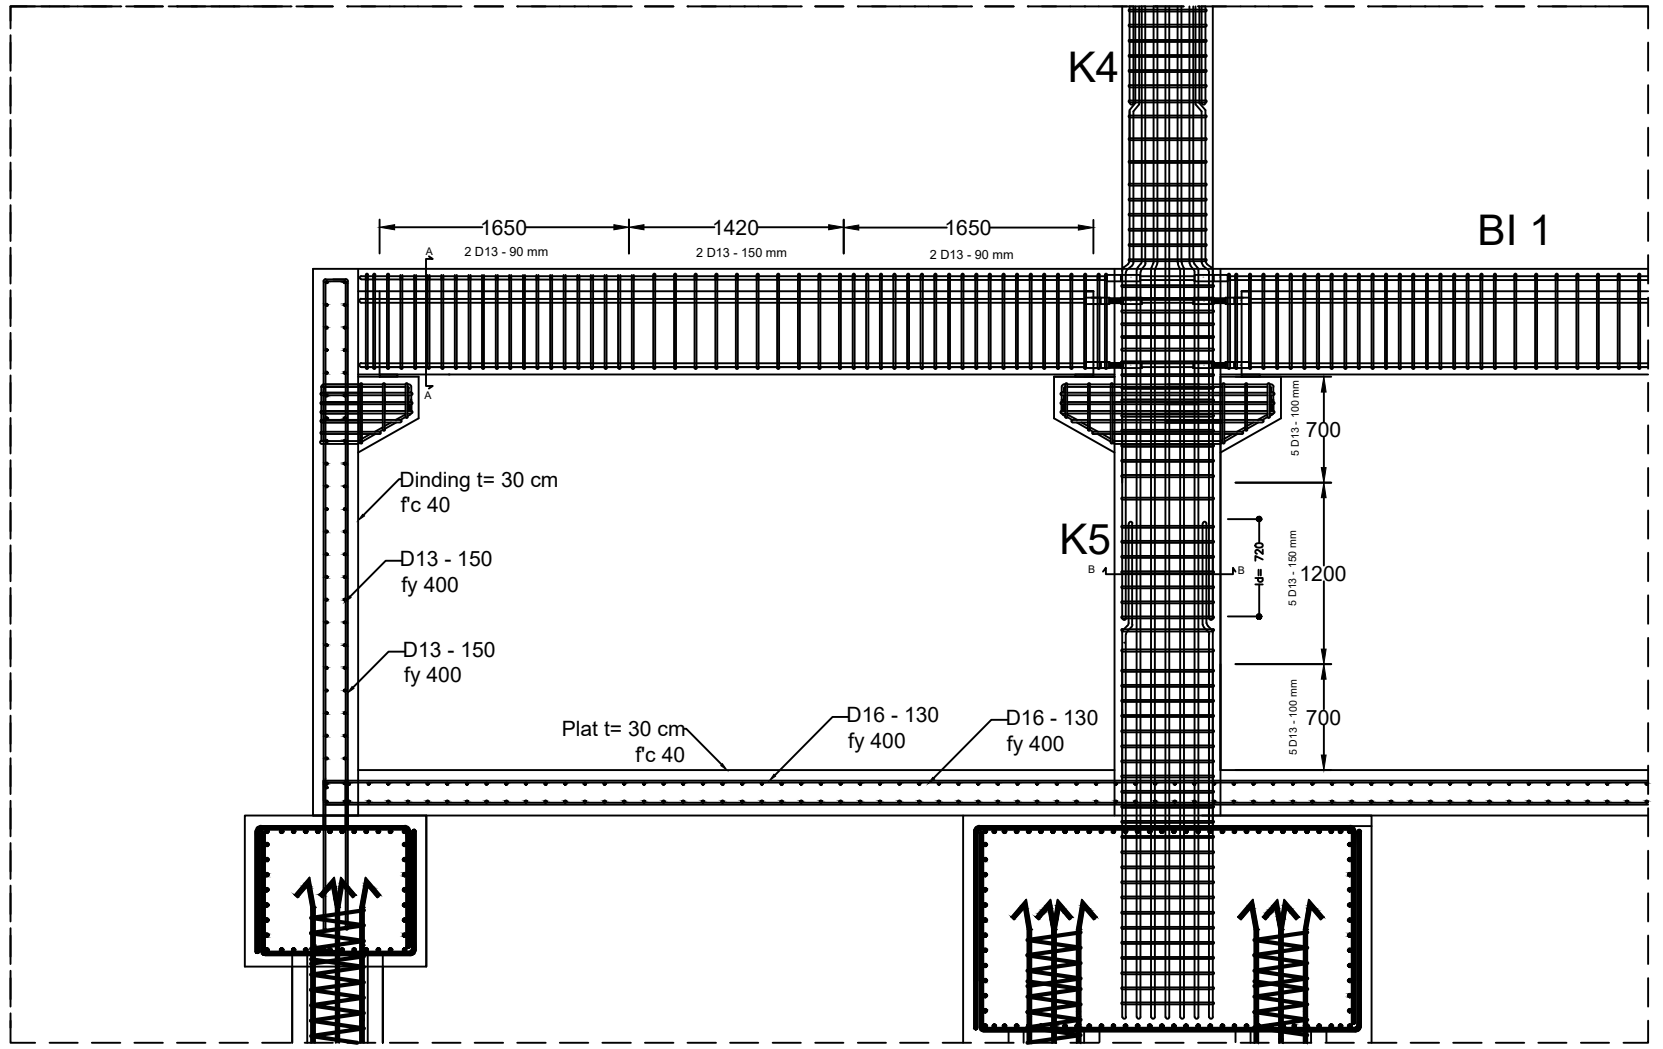 K4
BI 1
1650
1420
1650
2 D13 - 90 mm
2 D13 - 150 mm
2 D13 - 90 mm
A
A
5 D13 - 100 mm
700
Dinding t= 30 cm
f'c 40
K5
B
B
ld= 720
5 D13 - 150 mm
1200
D13 - 150
fy 400
D13 - 150
fy 400
5 D13 - 100 mm
700
Plat t= 30 cm
f'c 40
D16 - 130
fy 400
D16 - 130
fy 400